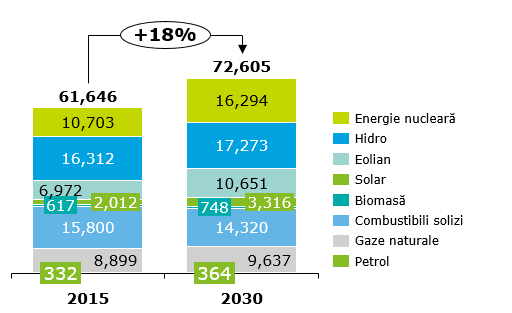 +18%
72,605
61,646
10,703
16,294
16,312
17,273
6,972
10,651
617
2,012
748
3,316
15,800
14,320
8,899
9,637
332
364
2015
2030
Energie nucleară
Hidro
Eolian
Solar
Biomasă
Combustibili solizi
Gaze naturale
Petrol